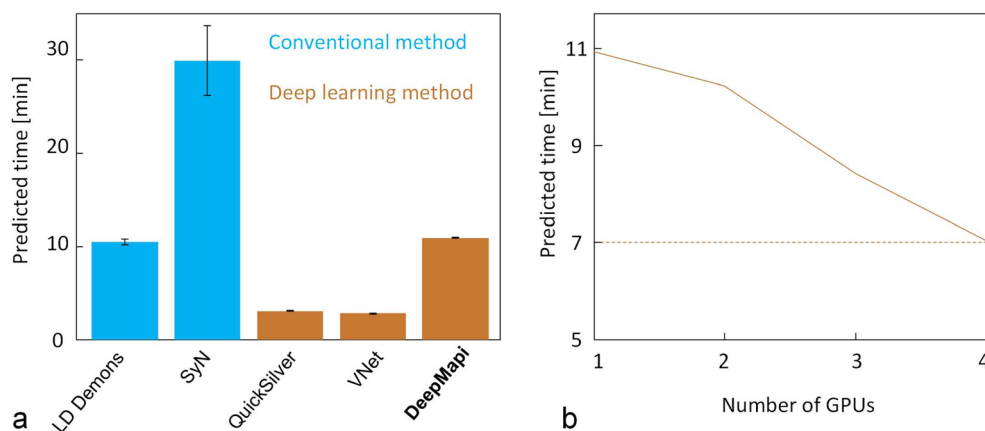 Predicted time [min]
30
20
10
0
Conventional method
Deep learning method
LD Demons
SyN
QuickSilver
VNet
DeepMapi
a
Predicted time [min]
11
9
7
5
1
2
3
4
Number of GPUs
b